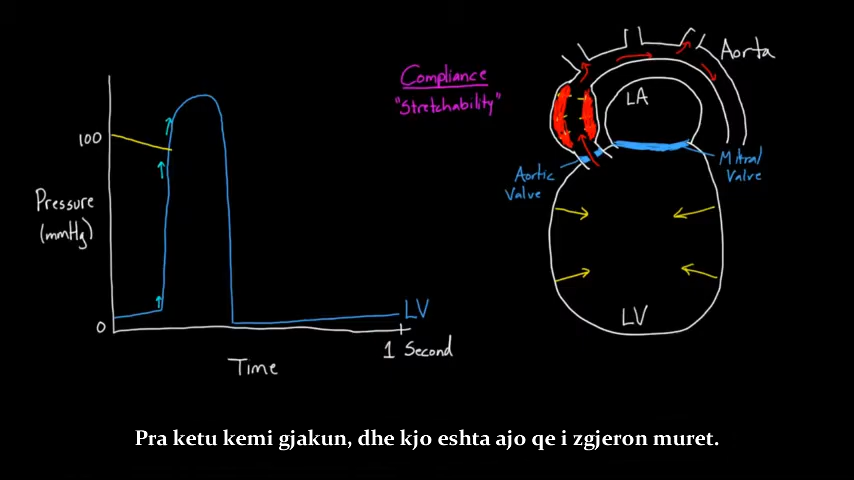 Compliance
"Stretchability"
Aorta
LA
100
Aortic
Valve
Mitral
Valve
Pressure
(mmHg)
LV
LV
0
1 Second
Time
Pra ketu kemi gjakun, dhe kjo eshta ajo qe i zgjeron muret.